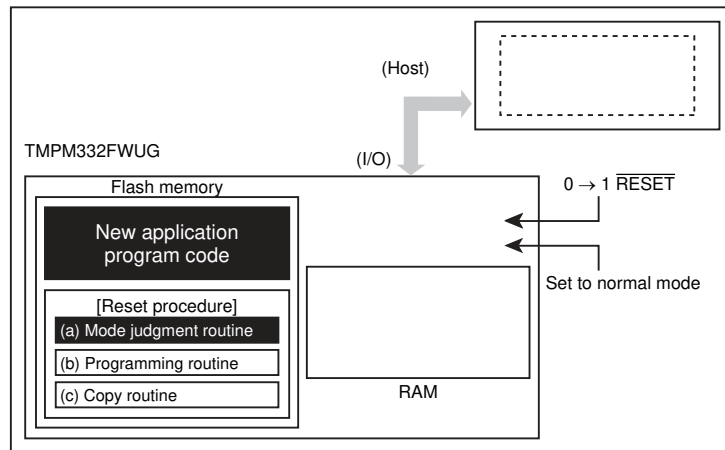 (Host)
TMPM332FWUG
(I/O)
Flash memory
0 → 1 RESET
New application
program code
Set to normal mode
[Reset procedure]
(a) Mode judgment routine
(b) Programming routine
(c) Copy routine
RAM